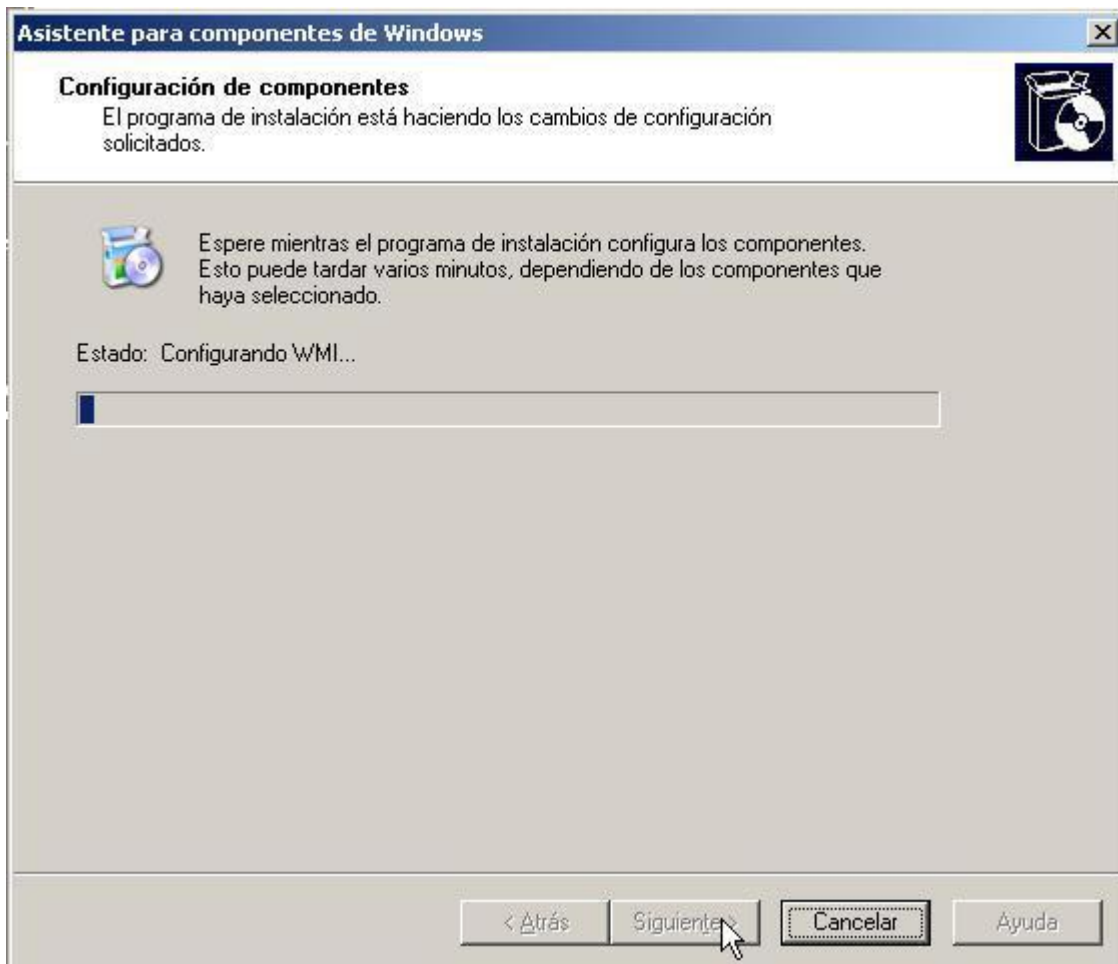 Asistente para componentes de Windows
Configuración de componentes
El programa de instalación está haciendo los cambios de configuración
solicitados.
Espere mientras el programa de instalación configura los componentes.
Esto puede tardar varios minutos, dependiendo de los componentes que
haya seleccionado.
Estado: Configurando WMI...
< Atrás Siguiente > Cancelar Ayuda